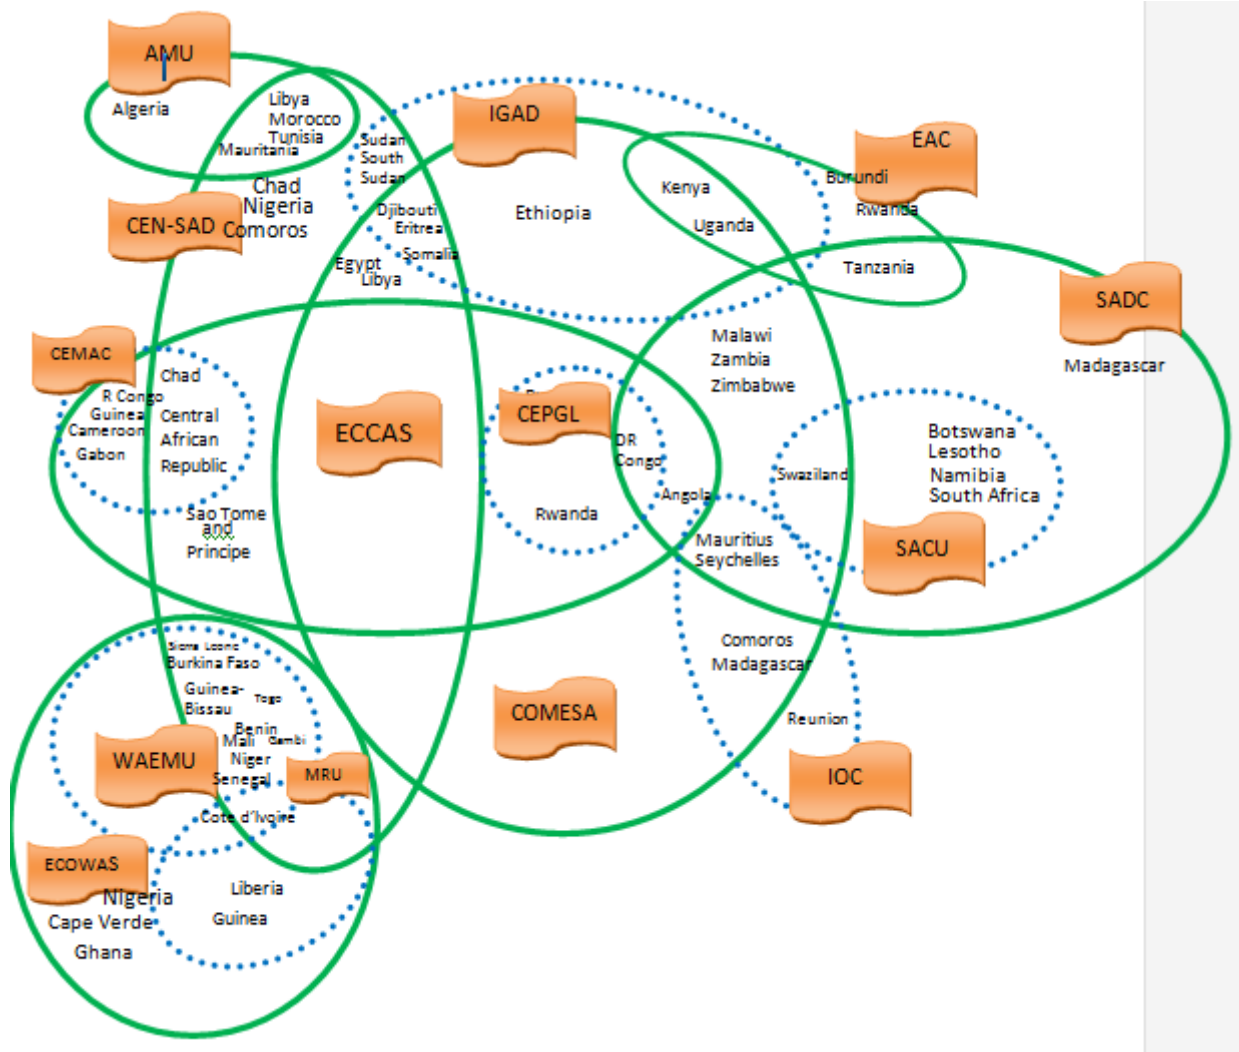 AMU
Algeria
Libya
Morocco
Tunisia
Mauritania
IGAD
EAC
Sudan
South
Sudan
Kenya
Burundi
Rwanda
Uganda
Ethiopia
Djibouti
Eritrea
Somalia
Chad
Nigeria
CEN-SAD
Comoros
Egypt
Libya
Tanzania
SADC
Madagascar
Malawi
Zambia
Zimbabwe
CEMAC
Chad
R Congo
Guinea
Cameroon
Gabon
Central
African
Republic
ECCAS
CEPGL
DR
Congo
Rwanda
Angola
Swaziland
Botswana
Lesotho
Namibia
South Africa
SACU
Sao Tome
and
Principe
Mauritius
Seychelles
Comoros
Madagascar
Reunion
IOC
COMESA
Sierra Leone
Burkina Faso
Guinea-
Bissau
Togo
Benin
Mali
Gambi
Niger
Senegal
WAEMU
MRU
Cote d'Ivoire
ECOWAS
Nigeria
Cape Verde
Ghana
Liberia
Guinea